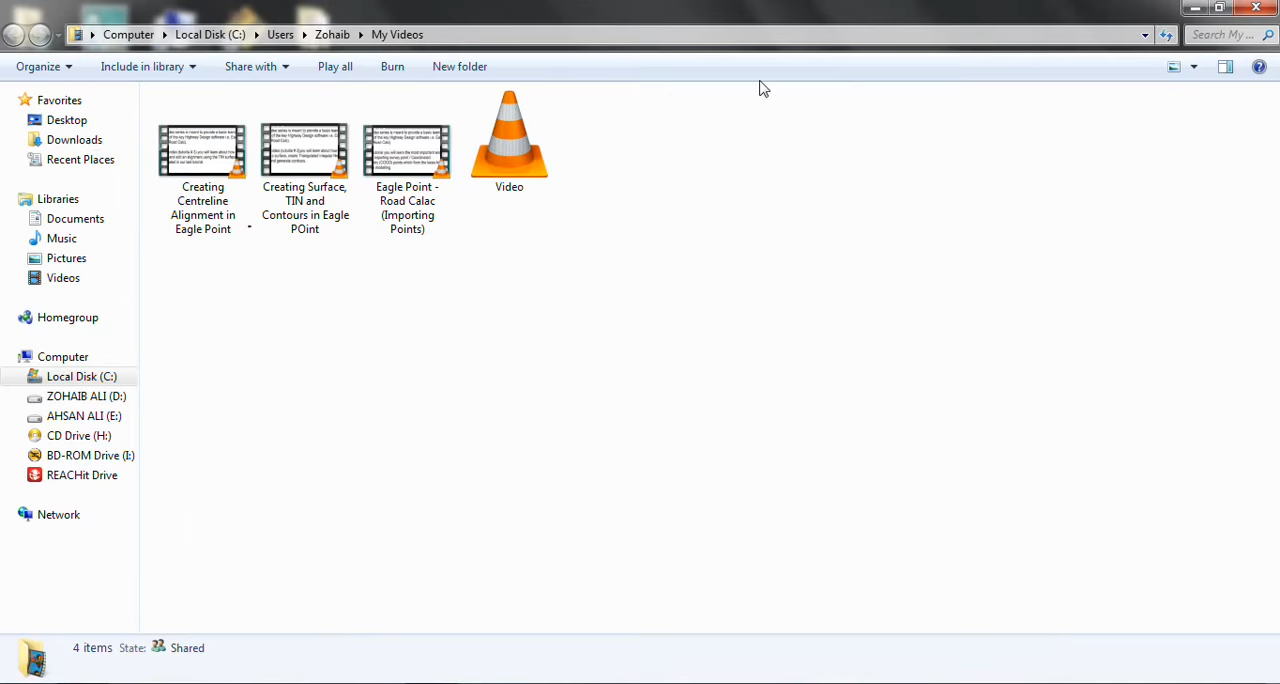 Computer Local Disk (C:) Users Zohaib My Videos Search My ...
Organize Include in library Share with Play all Burn New folder
Favorites
Desktop
Downloads
Recent Places
Libraries
Documents
Music
Pictures
Videos
Homegroup
Computer
Local Disk (C:)
ZOHAIB ALI (D:)
AHSAN ALI (E:)
CD Drive (H:)
BD-ROM Drive (I:)
REACHit Drive
Network
Creating
Centreline
Alignment in
Eagle Point
Creating Surface,
TIN and
Contours in Eagle
POint
Eagle Point -
Road Calac
(Importing
Points)
Video
4 items State: Shared